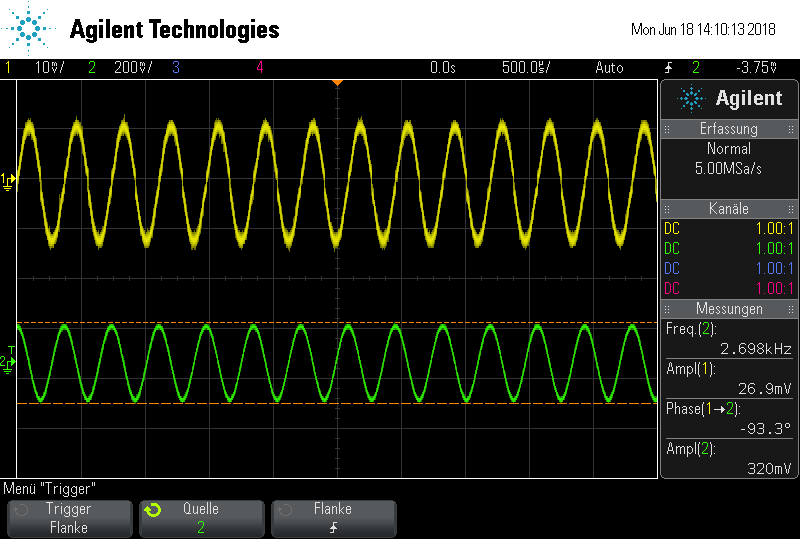 Agilent Technologies
Mon Jun 18 14:10:13 2018
1 10mV/ 2 200mV/ 3 4 0.0s 500.0µs/ Auto 2 -3.75mV
Agilent
Erfassung
Normal
5.00MSa/s
Kanäle
DC 1.00:1
DC 1.00:1
DC 1.00:1
DC 1.00:1
Messungen
Freq.(2):
2.698kHz
Ampl(1):
26.9mV
Phase(1→2):
-93.3°
Ampl(2):
320mV
1
T
2
Menü "Trigger"
Trigger
Flanke
Quelle
2
Flanke